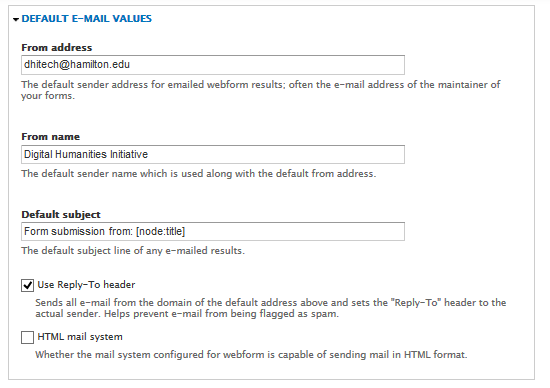 DEFAULT E-MAIL VALUES
From address
dhitech@hamilton.edu
The default sender address for emailed webform results; often the e-mail address of the maintainer of
your forms.
From name
Digital Humanities Initiative
The default sender name which is used along with the default from address.
Default subject
Form submission from: [node:title]
The default subject line of any e-mailed results.
Use Reply-To header
Sends all e-mail from the domain of the default address above and sets the "Reply-To" header to the
actual sender. Helps prevent e-mail from being flagged as spam.
HTML mail system
Whether the mail system configured for webform is capable of sending mail in HTML format.